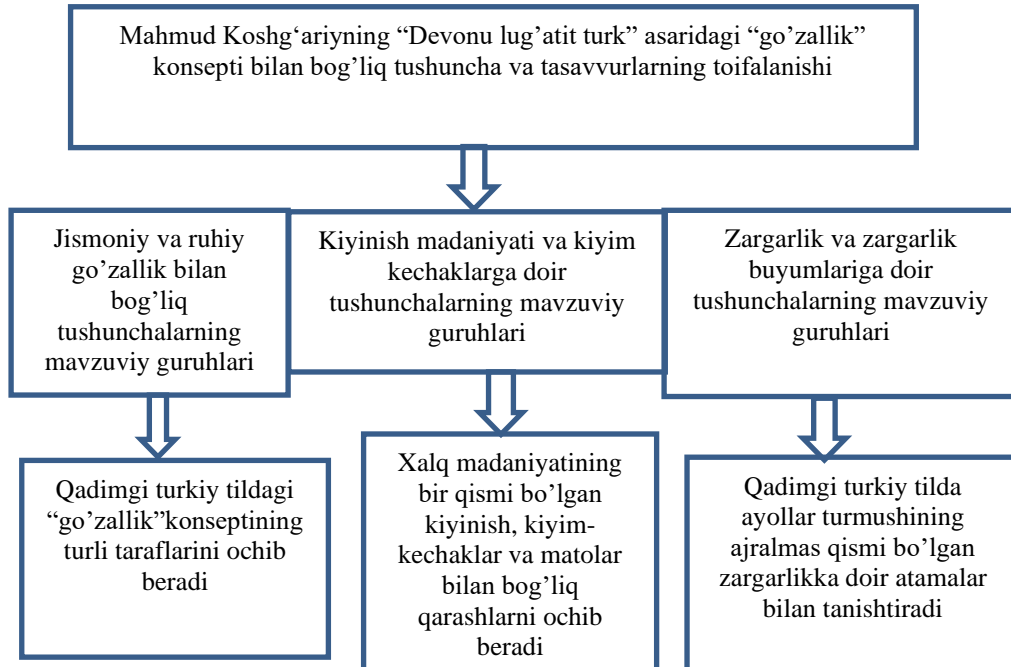 Mahmud Koshg‘ariyning “Devonu lug’atit turk” asaridagi “go’zallik”
konsepti bilan bog’liq tushuncha va tasavvurlarning toifalanishi
Jismoniy va ruhiy
go’zallik bilan
bog’liq
tushunchalarning
mavzuviy guruhlari
Kiyinish madaniyati va kiyim
kechaklarga doir
tushunchalarning mavzuviy
guruhlari
Zargarlik va zargarlik
buyumlariga doir
tushunchalarning mavzuviy
guruhlari
Qadimgi turkiy tildagi
“go’zallik”konseptining
turli taraflarini ochib
beradi
Xalq madaniyatining
bir qismi bo’lgan
kiyinish, kiyim-
kechaklar va matolar
bilan bog’liq
qarashlarni ochib
beradi
Qadimgi turkiy tilda
ayollar turmushining
ajralmas qismi bo’lgan
zargarlikka doir atamalar
bilan tanishtiradi